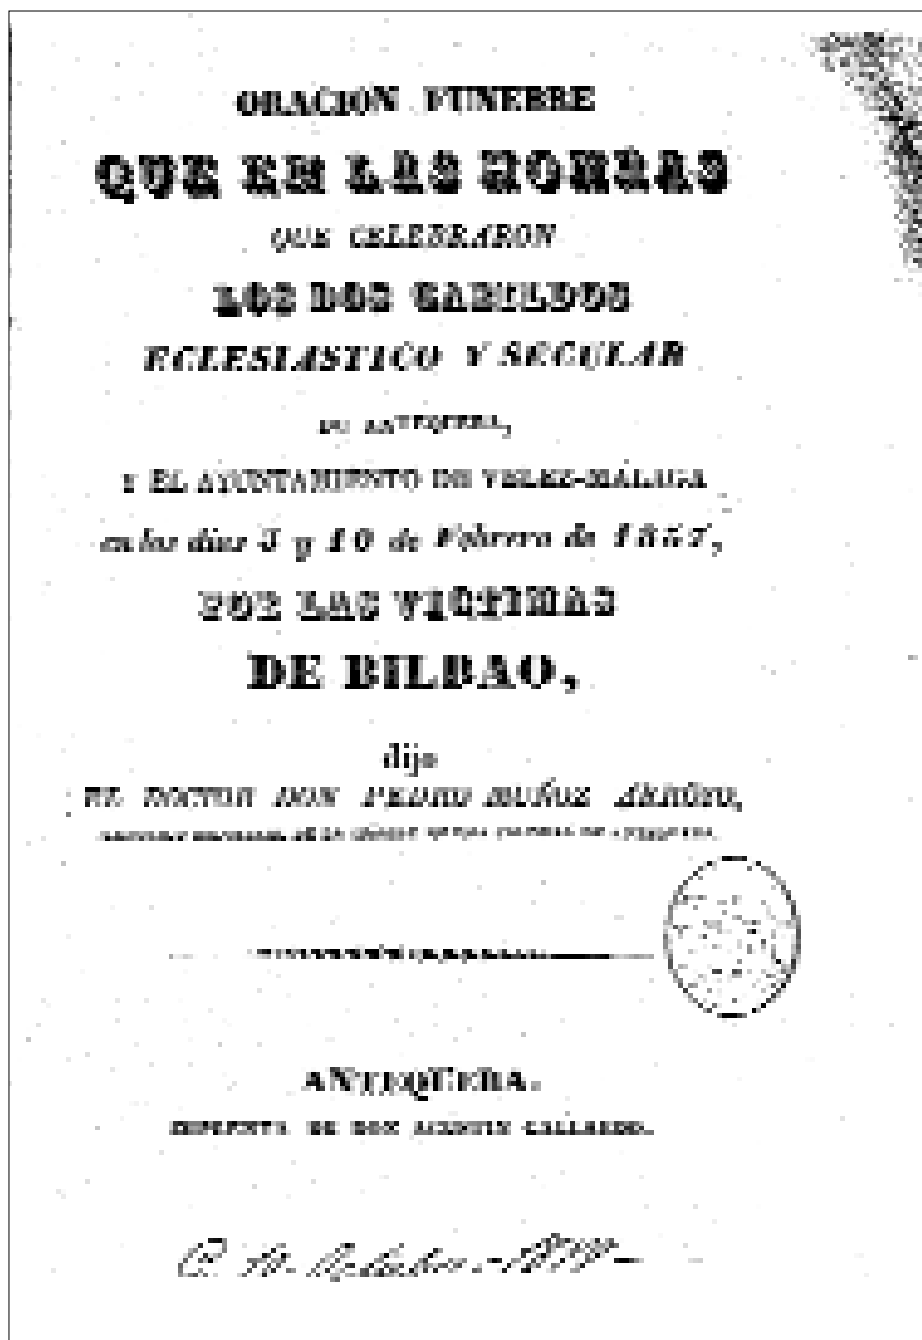 ORACION FUNEBRE
QUE EN LAS HONRAS
QUE CELEBRARON
LOS DOS CABILDOS
ECLESIASTICO Y SECULAR
DE ANTEQUERA,
Y EL AYUNTAMIENTO DE VELEZ-MÁLAGA
en los dias 3 y 10 de Febrero de 1837,
POR LAS VICTIMAS
DE BILBAO,
dijo
EL DOCTOR DON PEDRO MUÑOZ ARROYO,
ANTEQUERA.
IMPRENTA DE DON AGUSTIN GALLARDO.